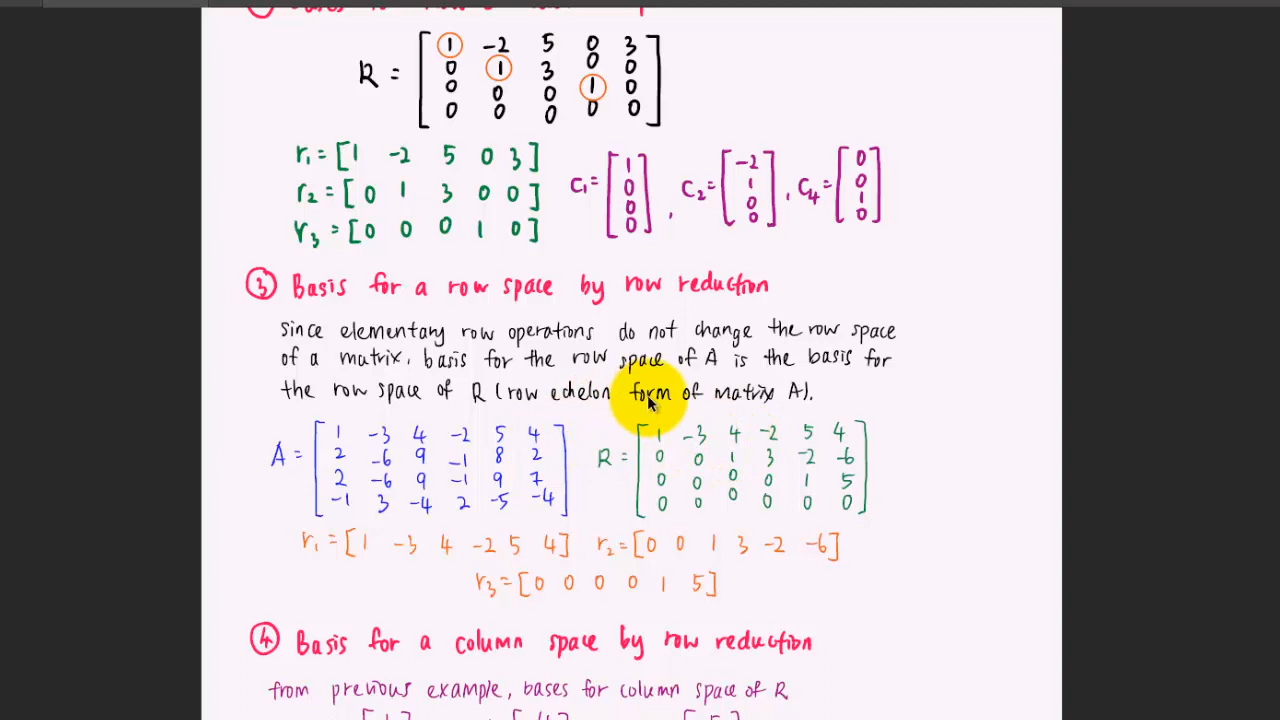 R = [ 1 -2 5 0 3
0 1 3 0 0
0 0 0 1 0
0 0 0 0 0 ]
r₁ = [1 -2 5 0 3]
r₂ = [0 1 3 0 0]
r₃ = [0 0 0 1 0]
c₁ = [ 1 0 0 0 ] , c₂ = [ -2 1 0 0 ] , c₄ = [ 0 0 1 0 ]
③ Basis for a row space by row reduction
Since elementary row operations do not change the row space
of a matrix, basis for the row space of A is the basis for
the row space of R (row echelon form of matrix A).
A = [ 1 -3 4 -2 5 4
2 -6 9 -1 8 2
2 -6 9 -1 9 7
-1 3 -4 2 -5 -4 ]
R = [ 1 -3 4 -2 5 4
0 0 1 3 -2 -6
0 0 0 0 1 5
0 0 0 0 0 0 ]
r₁ = [1 -3 4 -2 5 4] r₂ = [0 0 1 3 -2 -6]
r₃ = [0 0 0 0 1 5]
④ Basis for a column space by row reduction
from previous example, bases for column space of R